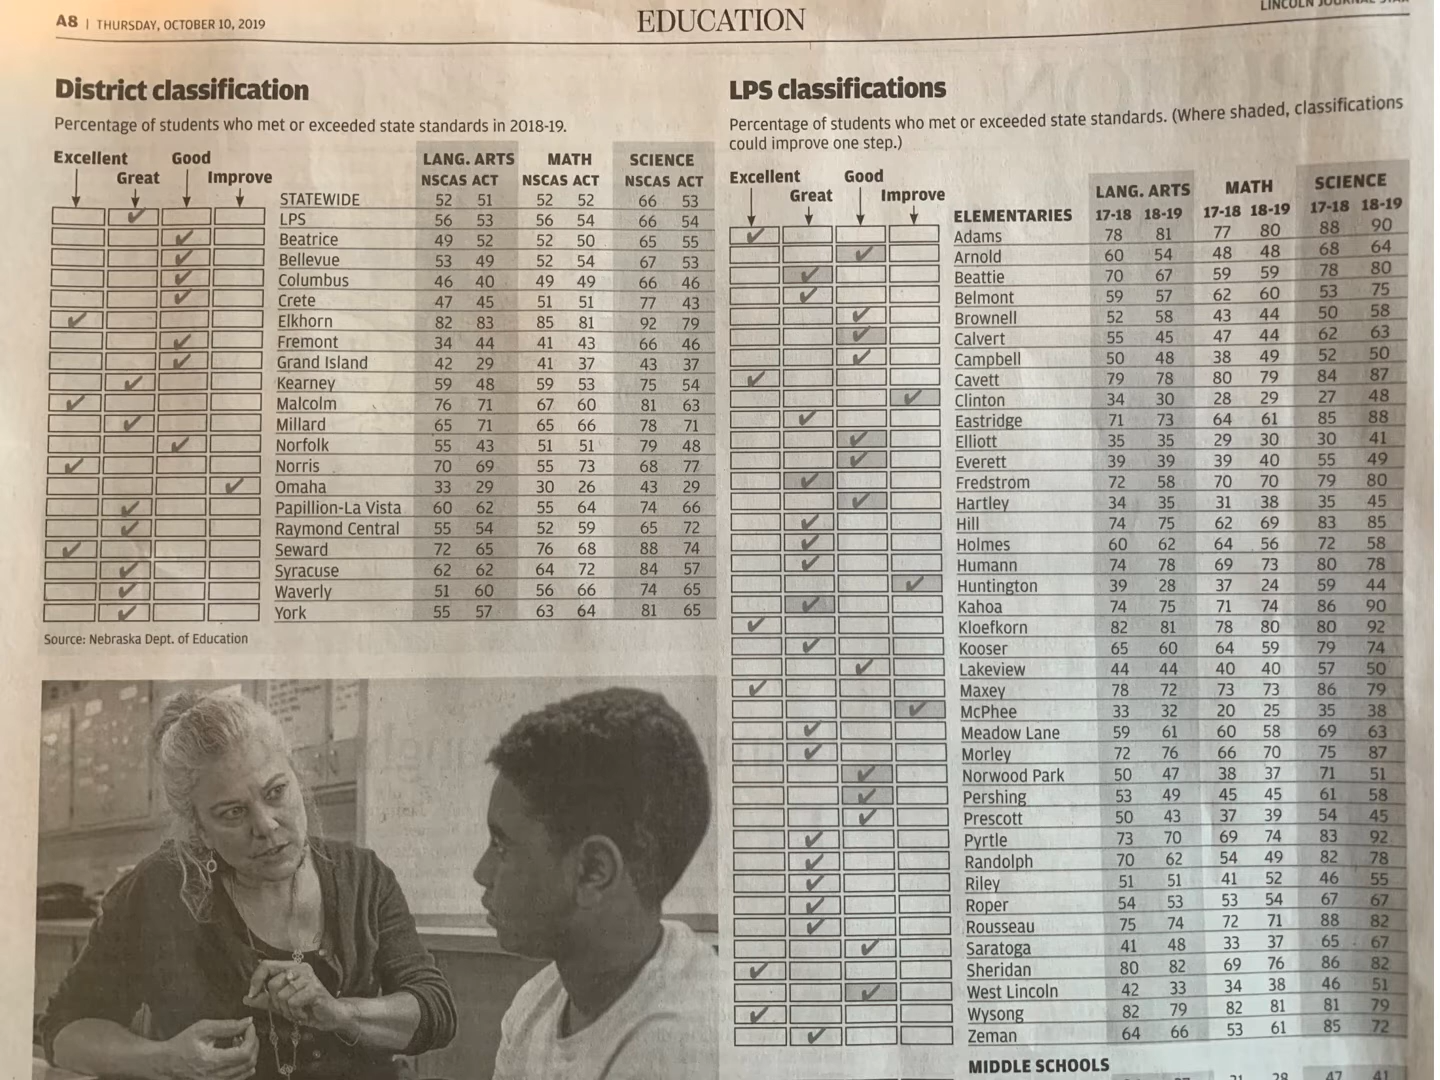 A8 | THURSDAY, OCTOBER 10, 2019
EDUCATION
LINCOLN JOURNAL STAR
District classification
Percentage of students who met or exceeded state standards in 2018-19.
Excellent Good
Great Improve
LANG. ARTS MATH SCIENCE
NSCAS ACT NSCAS ACT NSCAS ACT
STATEWIDE 52 51 52 52 66 53
LPS 56 53 56 54 66 54
Beatrice 49 52 52 50 65 55
Bellevue 53 49 52 54 67 53
Columbus 46 40 49 49 66 46
Crete 47 45 51 51 77 43
Elkhorn 82 83 85 81 92 79
Fremont 34 44 41 43 66 46
Grand Island 42 29 41 37 43 37
Kearney 59 48 59 53 75 54
Malcolm 76 71 67 60 81 63
Millard 65 71 65 66 78 71
Norfolk 55 43 51 51 79 48
Norris 70 69 55 73 68 77
Omaha 33 29 30 26 43 29
Papillion-La Vista 60 62 55 64 74 66
Raymond Central 55 54 52 59 65 72
Seward 72 65 76 68 88 74
Syracuse 62 62 64 72 84 57
Waverly 51 60 56 66 74 65
York 55 57 63 64 81 65
Source: Nebraska Dept. of Education
LPS classifications
Percentage of students who met or exceeded state standards. (Where shaded, classifications
could improve one step.)
Excellent Good
Great Improve
LANG. ARTS MATH SCIENCE
ELEMENTARIES 17-18 18-19 17-18 18-19 17-18 18-19
Adams 78 81 77 80 88 90
Arnold 60 54 48 48 68 64
Beattie 70 67 59 59 78 80
Belmont 59 57 62 60 53 75
Brownell 52 58 43 44 50 58
Calvert 55 45 47 44 62 63
Campbell 50 48 38 49 52 50
Cavett 79 78 80 79 84 87
Clinton 34 30 28 29 27 48
Eastridge 71 73 64 61 85 88
Elliott 35 35 29 30 30 41
Everett 39 39 39 40 55 49
Fredstrom 72 58 70 70 79 80
Hartley 34 35 31 38 35 45
Hill 74 75 62 69 83 85
Holmes 60 62 64 56 72 58
Humann 74 78 69 73 80 78
Huntington 39 28 37 24 59 44
Kahoa 74 75 71 74 86 90
Kloefkorn 82 81 78 80 80 92
Kooser 65 60 64 59 79 74
Lakeview 44 44 40 40 57 50
Maxey 78 72 73 73 86 79
McPhee 33 32 20 25 35 38
Meadow Lane 59 61 60 58 69 63
Morley 72 76 66 70 75 87
Norwood Park 50 47 38 37 71 51
Pershing 53 49 45 45 61 58
Prescott 50 43 37 39 54 45
Pyrtle 73 70 69 74 83 92
Randolph 70 62 54 49 82 78
Riley 51 51 41 52 46 55
Roper 54 53 53 54 67 67
Rousseau 75 74 72 71 88 82
Saratoga 41 48 33 37 65 67
Sheridan 80 82 69 76 86 82
West Lincoln 42 33 34 38 46 51
Wysong 82 79 82 81 81 79
Zeman 64 66 53 61 85 72
MIDDLE SCHOOLS
28 47 41